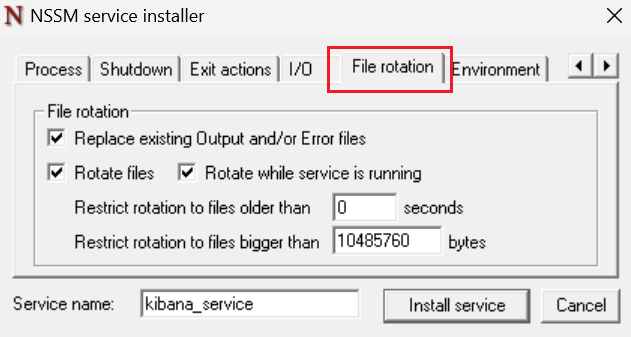 N NSSM service installer
Process Shutdown Exit actions I/O File rotation Environment
File rotation
Replace existing Output and/or Error files
Rotate files Rotate while service is running
Restrict rotation to files older than 0 seconds
Restrict rotation to files bigger than 10485760 bytes
Service name: kibana_service Install service Cancel